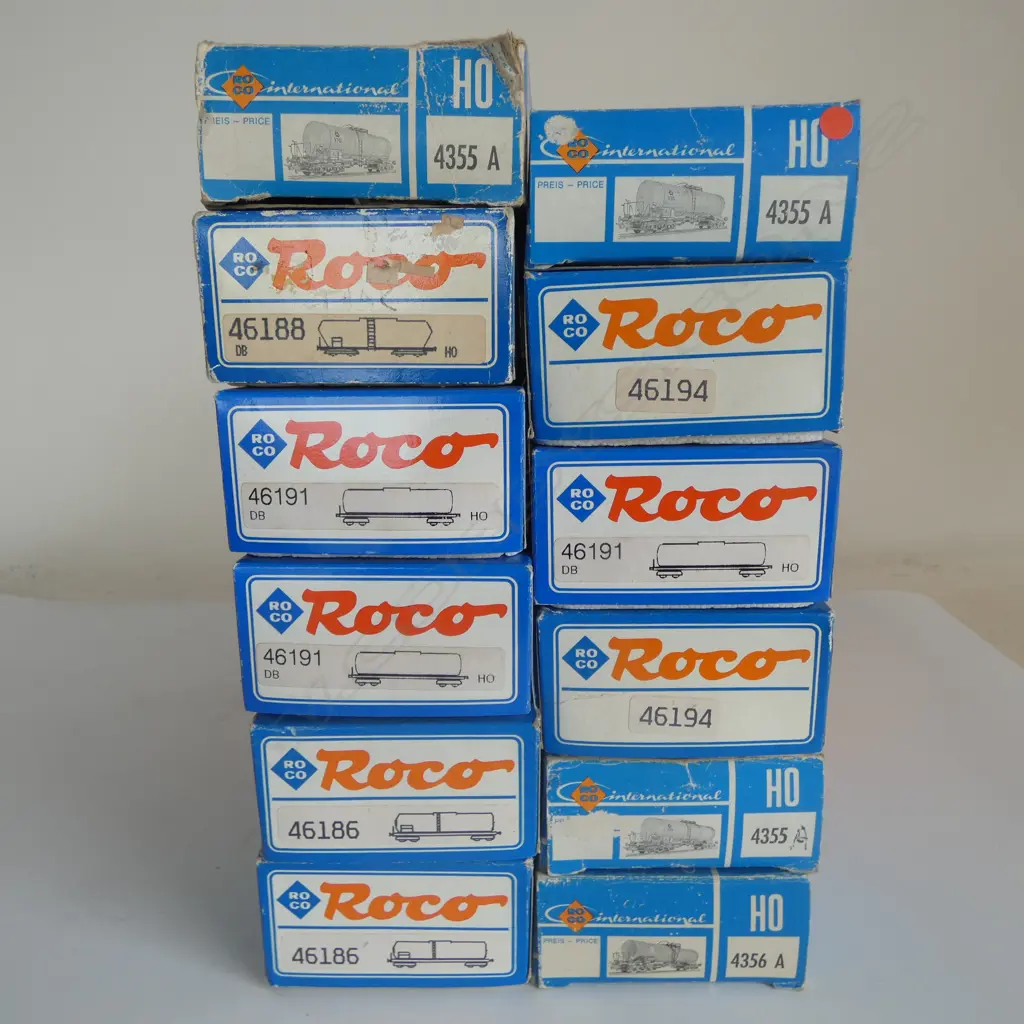 RO
CO
international
HO
PREIS ~ PRICE
4355 A
RO
CO
Roco
46188
DB
HO
RO
CO
Roco
46191
DB
HO
RO
CO
Roco
46191
DB
HO
RO
CO
Roco
46186
RO
CO
Roco
46186
RO
CO
international
HO
PREIS ~ PRICE
4355 A
RO
CO
Roco
46194
RO
CO
Roco
46191
DB
HO
RO
CO
Roco
46194
RO
CO
international
HO
4355 A
RO
CO
international
HO
PREIS ~ PRICE
4356 A